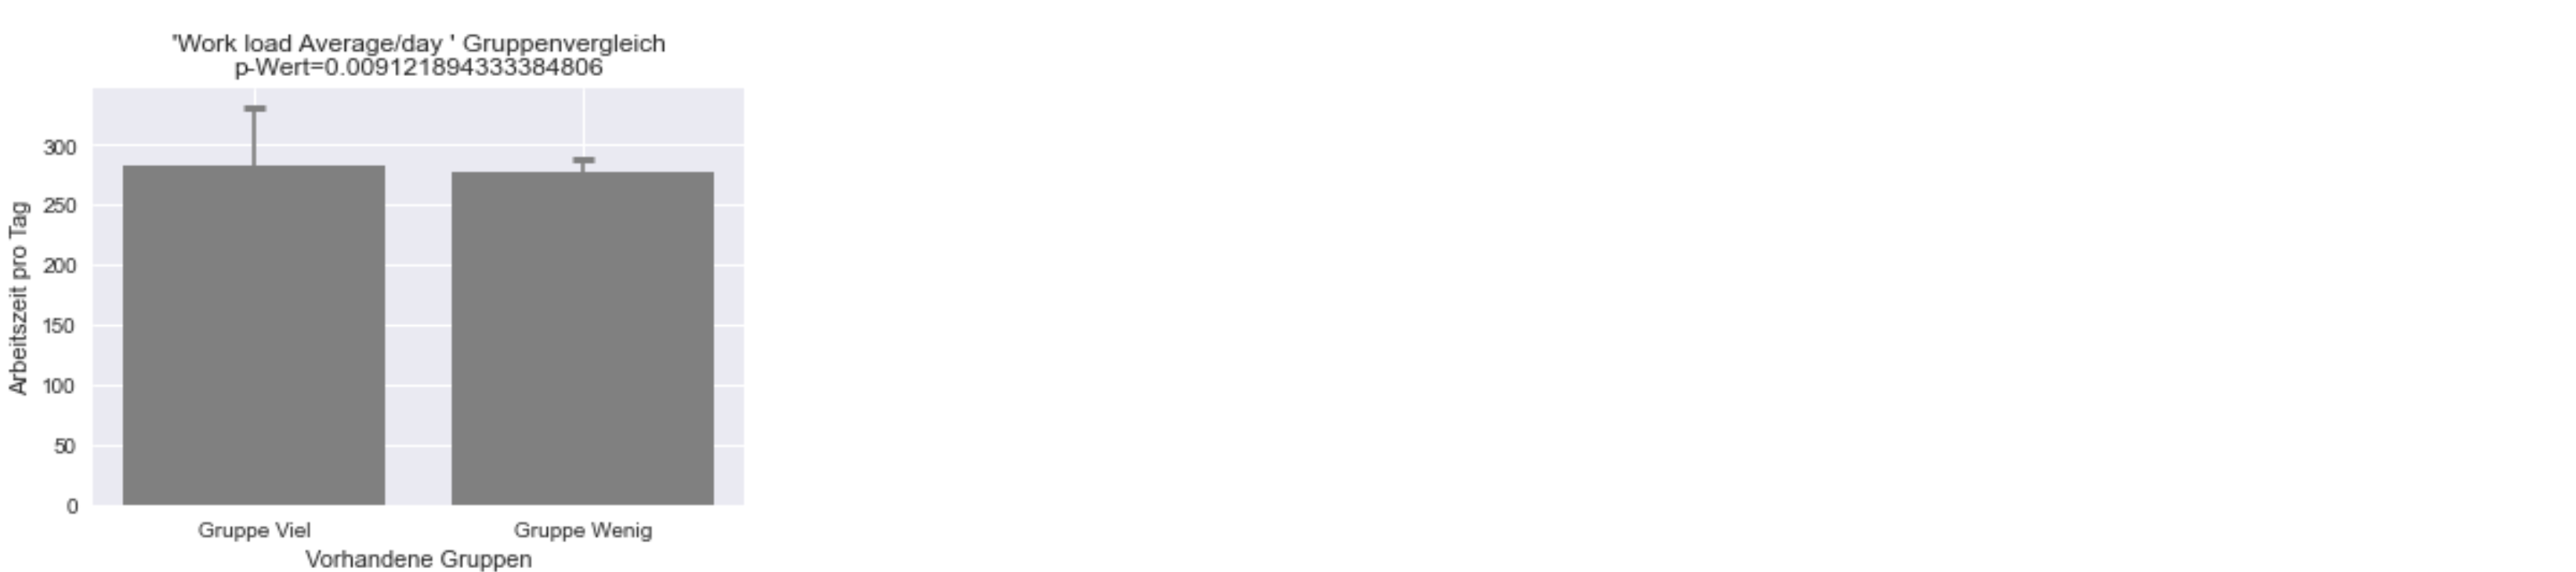 'Work load Average/day ' Gruppenvergleich
p-Wert=0.009121894333384806
300
250
200
150
100
50
0
Arbeitszeit pro Tag
Gruppe Viel
Gruppe Wenig
Vorhandene Gruppen